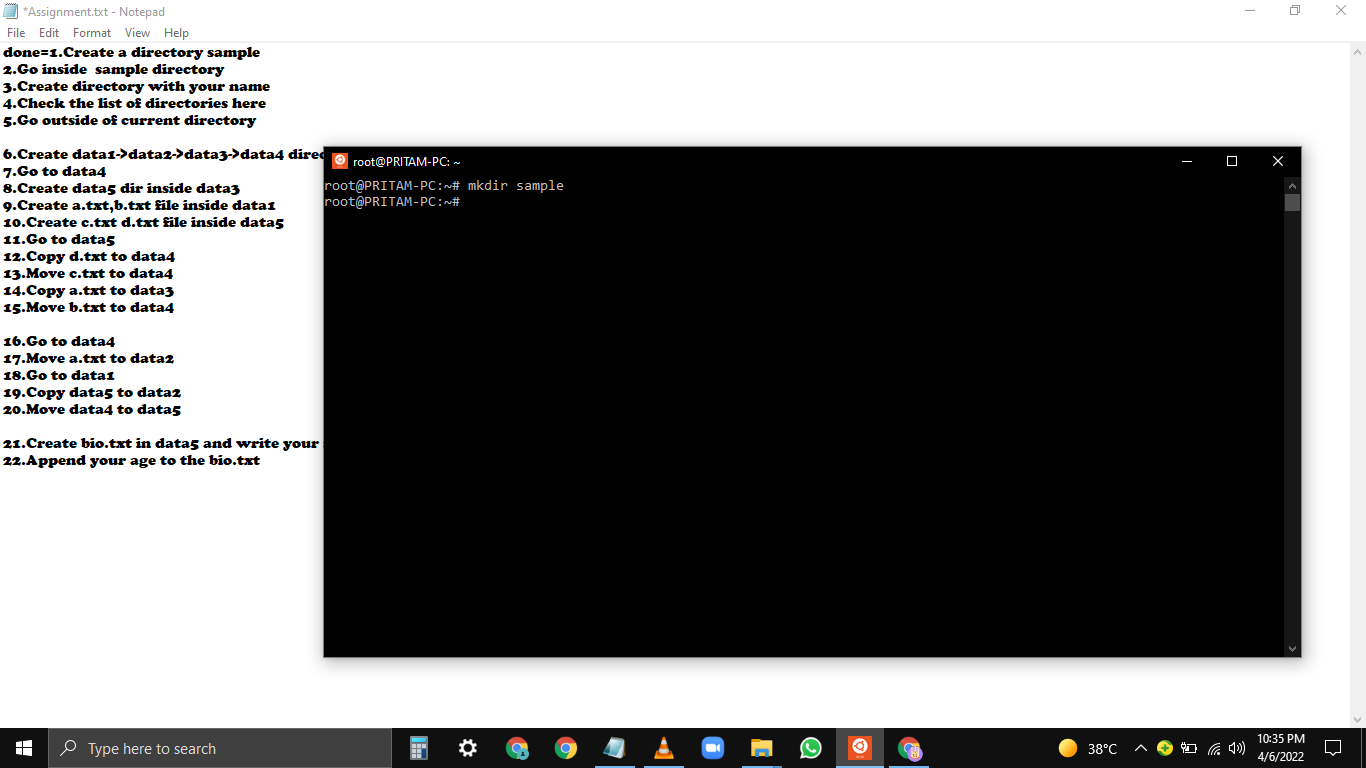 *Assignment.txt - Notepad
File Edit Format View Help
done=1.Create a directory sample
2.Go inside  sample directory
3.Create directory with your name
4.Check the list of directories here
5.Go outside of current directory
6.Create data1->data2->data3->data4 direc
7.Go to data4
8.Create data5 dir inside data3
9.Create a.txt,b.txt file inside data1
10.Create c.txt d.txt file inside data5
11.Go to data5
12.Copy d.txt to data4
13.Move c.txt to data4
14.Copy a.txt to data3
15.Move b.txt to data4
16.Go to data4
17.Move a.txt to data2
18.Go to data1
19.Copy data5 to data2
20.Move data4 to data5
21.Create bio.txt in data5 and write your
22.Append your age to the bio.txt
root@PRITAM-PC: ~
root@PRITAM-PC:~# mkdir sample
root@PRITAM-PC:~#
Type here to search
38°C
10:35 PM
4/6/2022